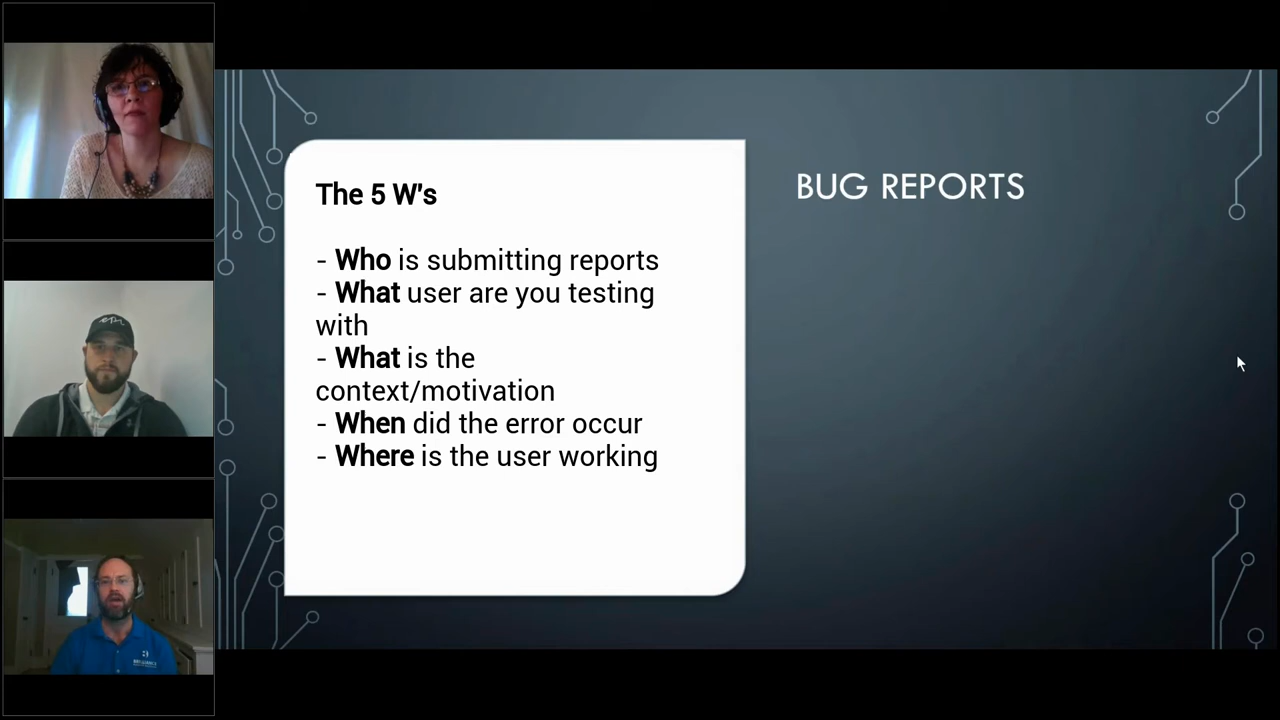 The 5 W's
- Who is submitting reports
- What user are you testing
with
- What is the
context/motivation
- When did the error occur
- Where is the user working
BUG REPORTS